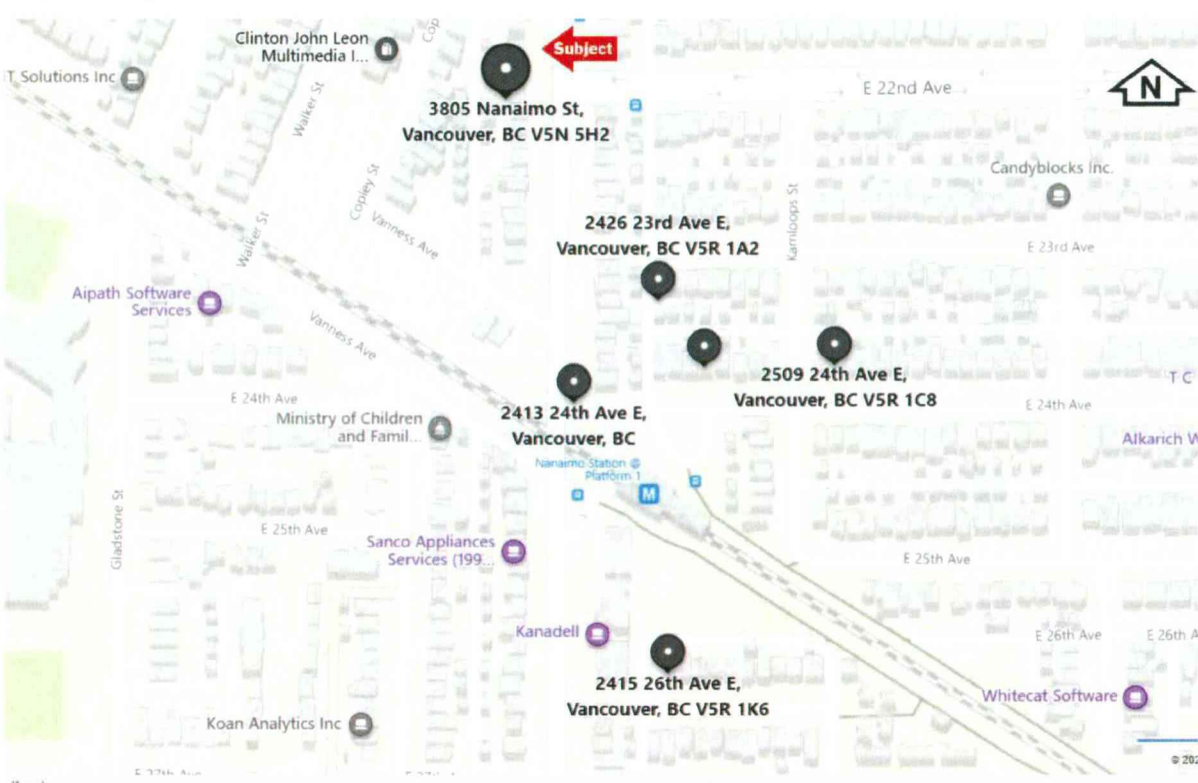 Clinton John Leon
Multimedia I...
Cop
Subject
N
T Solutions Inc
E 22nd Ave
3805 Nanaimo St,
Vancouver, BC V5N 5H2
Walker St
Candyblocks Inc.
Copley St
Kamloops St
2426 23rd Ave E,
Vancouver, BC V5R 1A2
Vanness Ave
Walker St
E 23rd Ave
Aipath Software
Services
Vanness Ave
2509 24th Ave E,
Vancouver, BC V5R 1C8
T C
E 24th Ave
E 24th Ave
2413 24th Ave E,
Vancouver, BC
Ministry of Children
and Famil...
Alkarich W
Nanaimo Station @
Platform 1
M
Gladstone St
E 25th Ave
Sanco Appliances
Services (199...
E 25th Ave
Kanadell
E 26th Ave
E 26th A
2415 26th Ave E,
Vancouver, BC V5R 1K6
Whitecat Software
Koan Analytics Inc
© 202
E 27th Ave